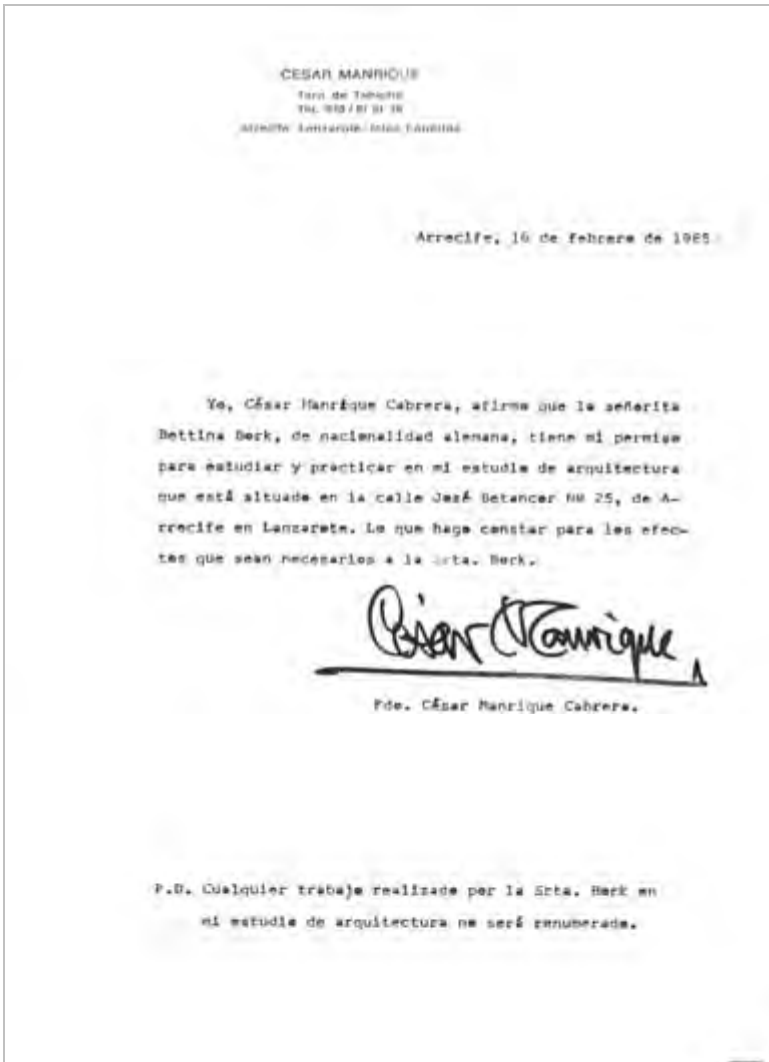 CESAR MANRIQUE
Taro de Tahiche
Arrecife Lanzarote Islas Canarias
Arrecife, 16 de febrero de 1985
Yo, César Manrique Cabrera, afirmo que la señorita
Bettina Berk, de nacionalidad alemana, tiene mi permiso
para estudiar y practicar en mi estudio de arquitectura
que está situado en la calle José Betancor Nº 25, de A-
rrecife en Lanzarote. Lo que hago constar para los efec-
tos que sean necesarios a la Srta. Berk.
César Manrique
Fdo. César Manrique Cabrera.
P.D. Cualquier trabajo realizado por la Srta. Berk en
mi estudio de arquitectura no será renumerado.